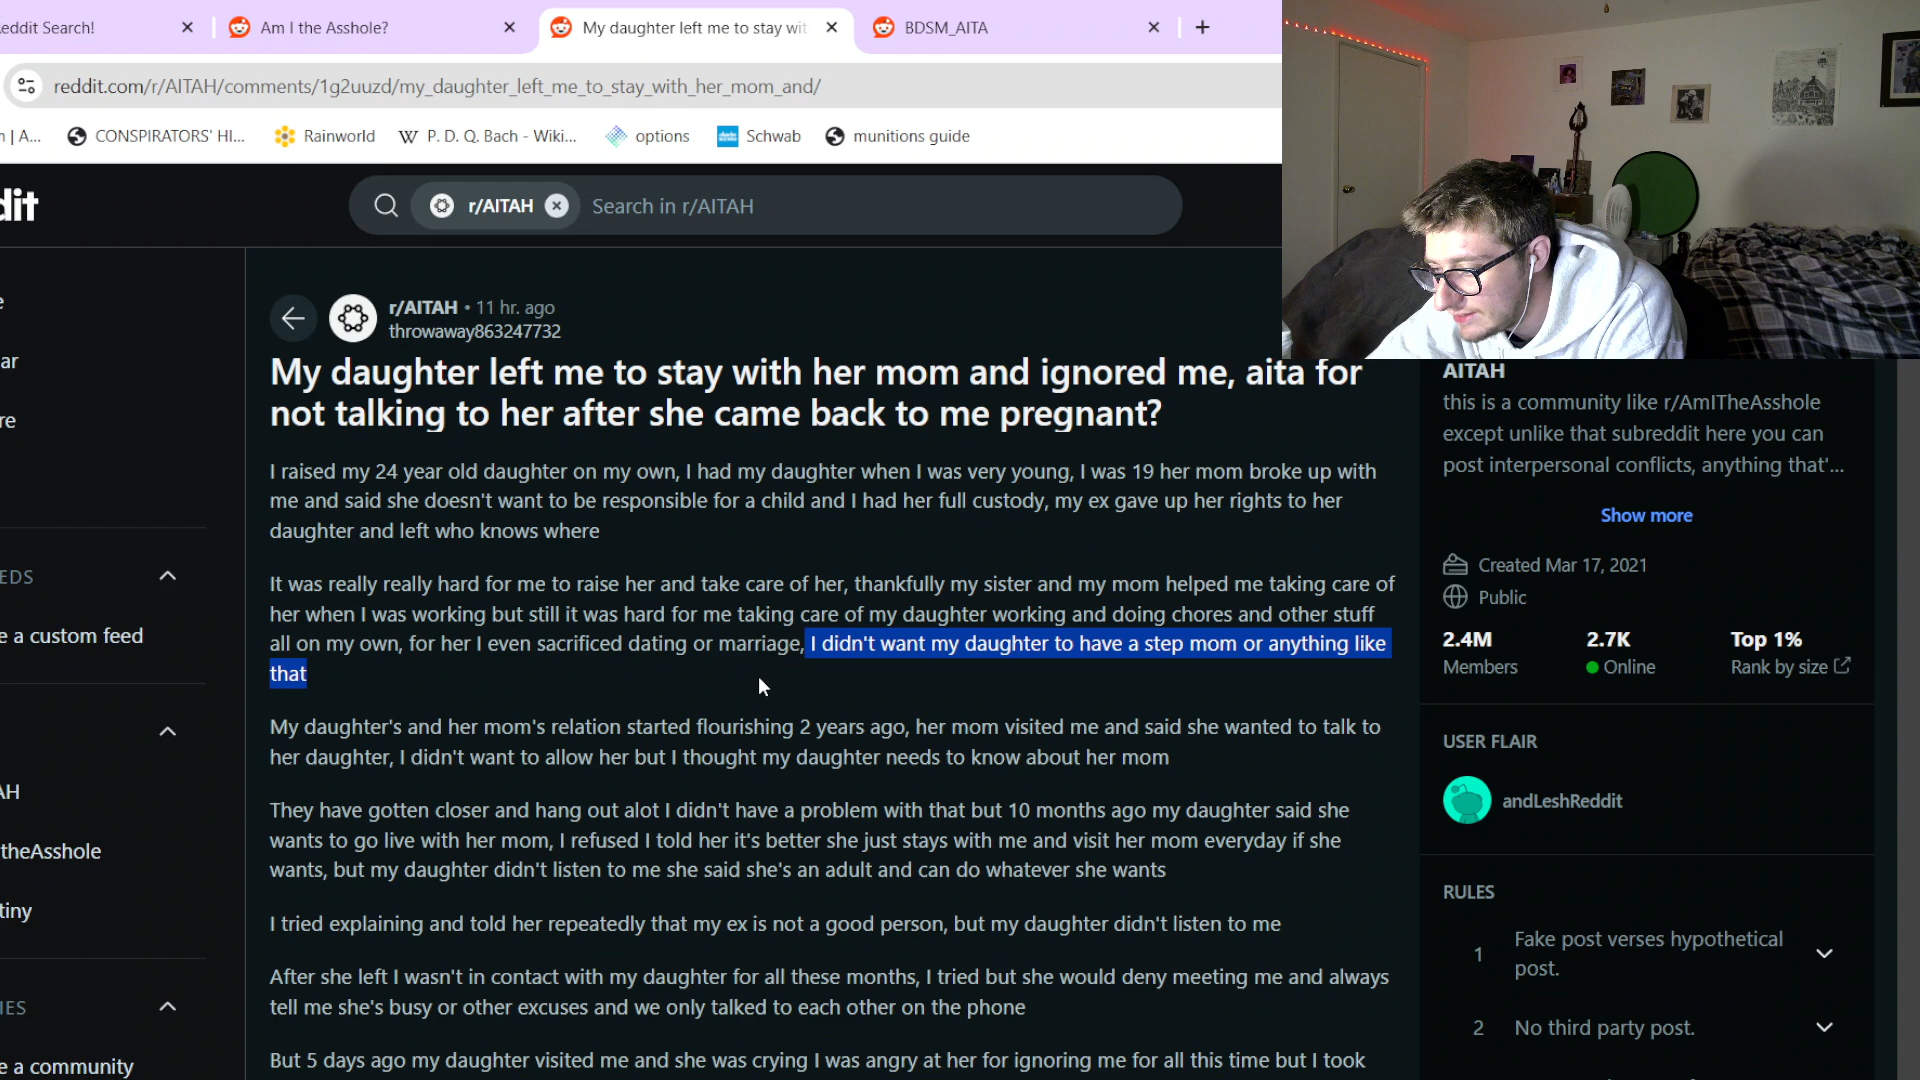 eddit Search!
Am I the Asshole?
My daughter left me to stay wit
BDSM_AITA
reddit.com/r/AITAH/comments/1g2uuzd/my_daughter_left_me_to_stay_with_her_mom_and/
n | A...
CONSPIRATORS' HI...
Rainworld
W P. D. Q. Bach - Wiki...
options
Schwab
munitions guide
dit
r/AITAH
Search in r/AITAH
e
ar
re
EDS
e a custom feed
AH
theAsshole
tiny
IES
e a community
r/AITAH • 11 hr. ago
throwaway863247732
My daughter left me to stay with her mom and ignored me, aita for
not talking to her after she came back to me pregnant?
I raised my 24 year old daughter on my own, I had my daughter when I was very young, I was 19 her mom broke up with
me and said she doesn't want to be responsible for a child and I had her full custody, my ex gave up her rights to her
daughter and left who knows where
It was really really hard for me to raise her and take care of her, thankfully my sister and my mom helped me taking care of
her when I was working but still it was hard for me taking care of my daughter working and doing chores and other stuff
all on my own, for her I even sacrificed dating or marriage, I didn't want my daughter to have a step mom or anything like
that
My daughter's and her mom's relation started flourishing 2 years ago, her mom visited me and said she wanted to talk to
her daughter, I didn't want to allow her but I thought my daughter needs to know about her mom
They have gotten closer and hang out alot I didn't have a problem with that but 10 months ago my daughter said she
wants to go live with her mom, I refused I told her it's better she just stays with me and visit her mom everyday if she
wants, but my daughter didn't listen to me she said she's an adult and can do whatever she wants
I tried explaining and told her repeatedly that my ex is not a good person, but my daughter didn't listen to me
After she left I wasn't in contact with my daughter for all these months, I tried but she would deny meeting me and always
tell me she's busy or other excuses and we only talked to each other on the phone
But 5 days ago my daughter visited me and she was crying I was angry at her for ignoring me for all this time but I took
AITAH
this is a community like r/AmITheAsshole
except unlike that subreddit here you can
post interpersonal conflicts, anything that'...
Show more
Created Mar 17, 2021
Public
2.4M
Members
2.7K
Online
Top 1%
Rank by size
USER FLAIR
andLeshReddit
RULES
1
Fake post verses hypothetical
post.
2
No third party post.